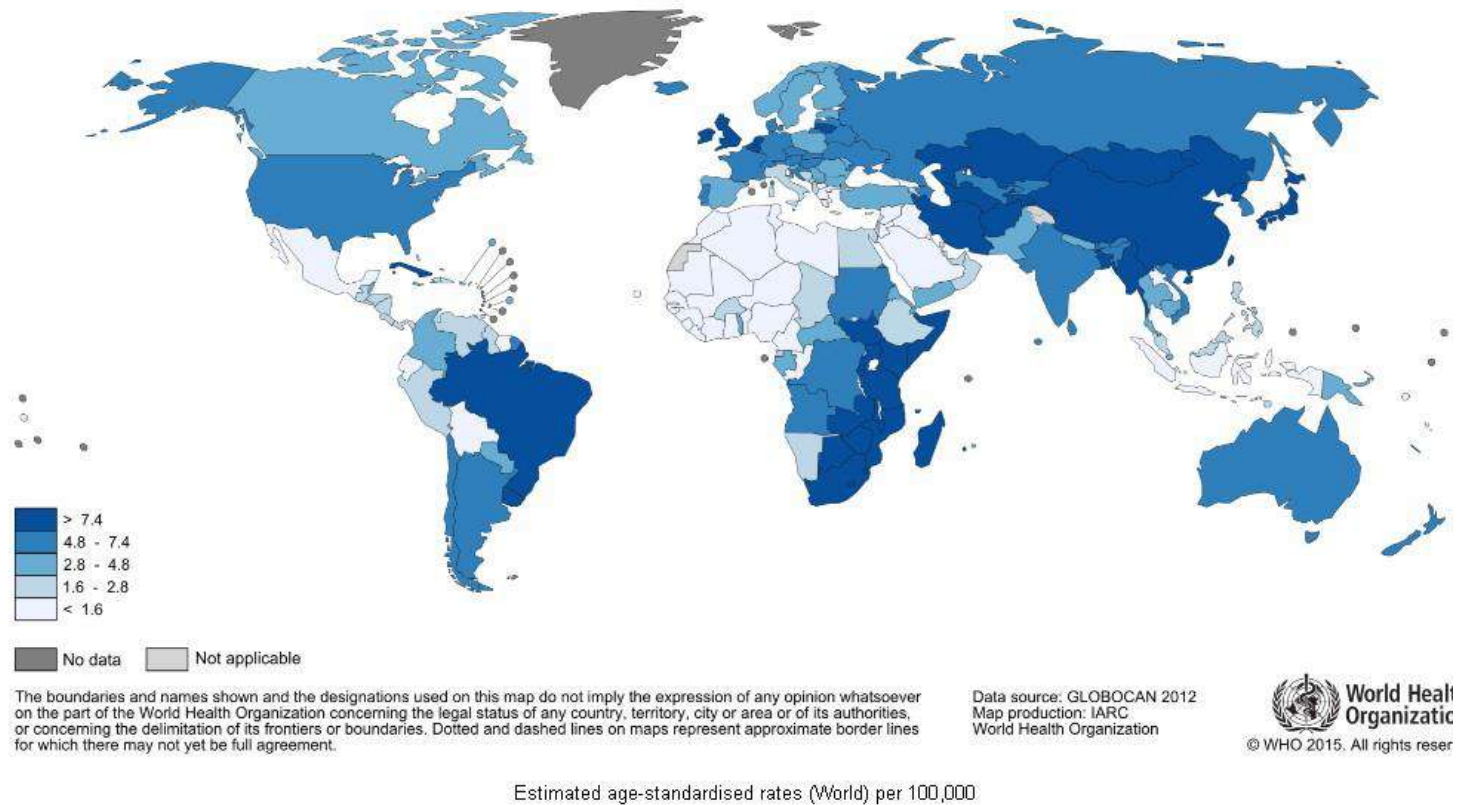 > 7.4
4.8 - 7.4
2.8 - 4.8
1.6 - 2.8
< 1.6
No data
Not applicable
The boundaries and names shown and the designations used on this map do not imply the expression of any opinion whatsoever
on the part of the World Health Organization concerning the legal status of any country, territory, city or area or of its authorities,
or concerning the delimitation of its frontiers or boundaries. Dotted and dashed lines on maps represent approximate border lines
for which there may not yet be full agreement.
Data source: GLOBOCAN 2012
Map production: IARC
World Health Organization
World Healt
Organizatic
© WHO 2015. All rights reser
Estimated age-standardised rates (World) per 100,000